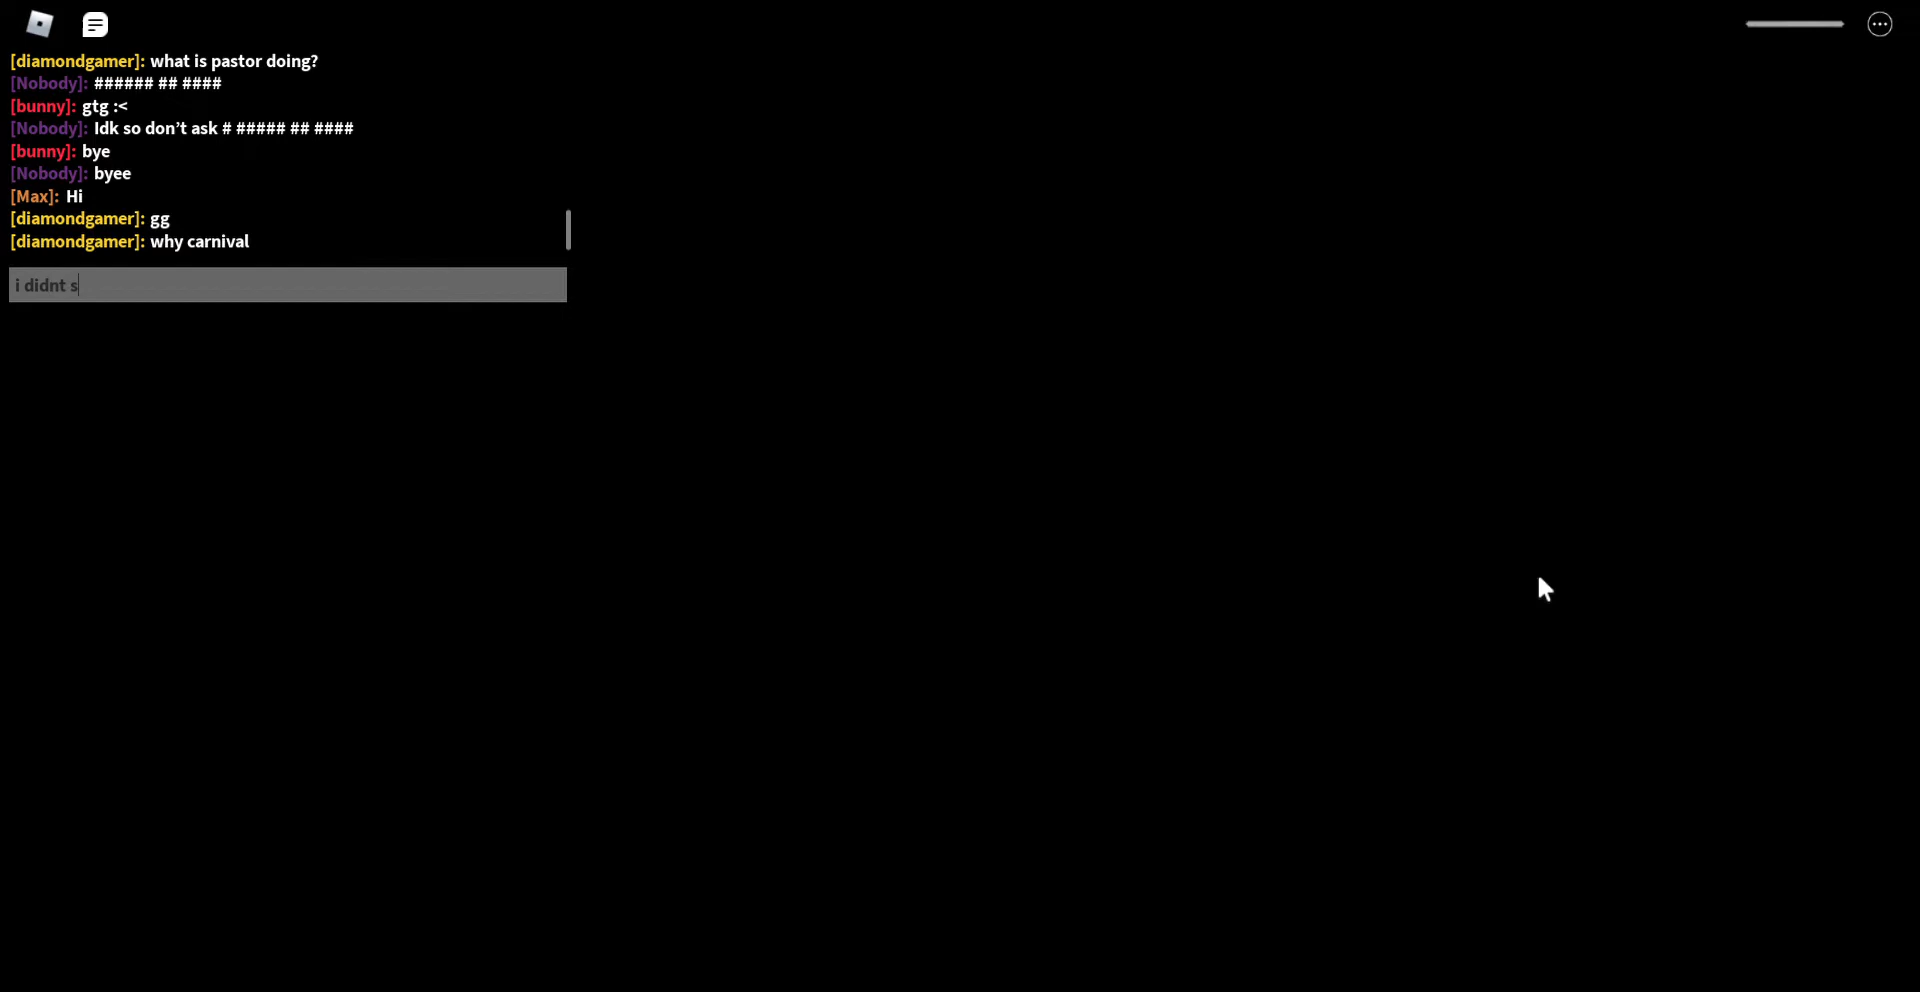 [diamondgamer]: what is pastor doing?
[Nobody]: ###### ## ####
[bunny]: gtg :<
[Nobody]: Idk so don’t ask # ##### ## ####
[bunny]: bye
[Nobody]: byee
[Max]: Hi
[diamondgamer]: gg
[diamondgamer]: why carnival
i didnt s